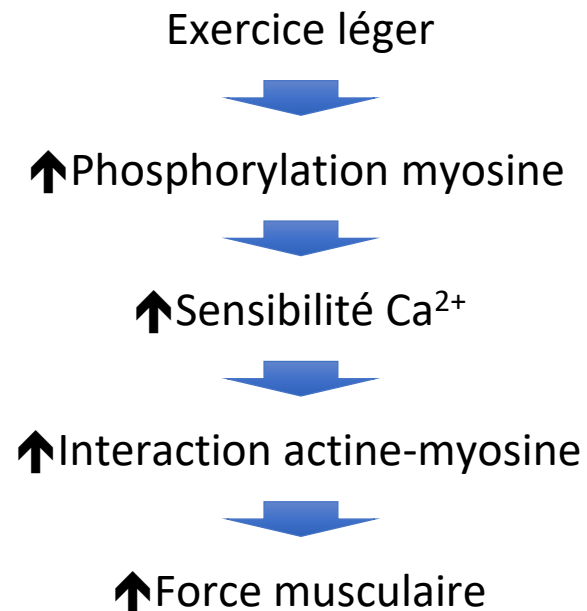 Exercice léger
↑Phosphorylation myosine
↑Sensibilité Ca²⁺
↑Interaction actine-myosine
↑Force musculaire